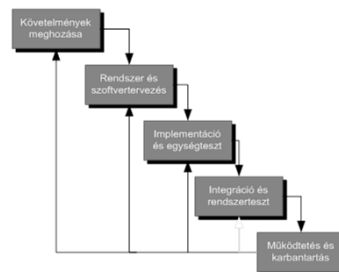 Követelmények
meghozása
Rendszer és
szoftvertervezés
Implementáció
és egységteszt
Integráció és
rendszerteszt
Működtetés és
karbantartás